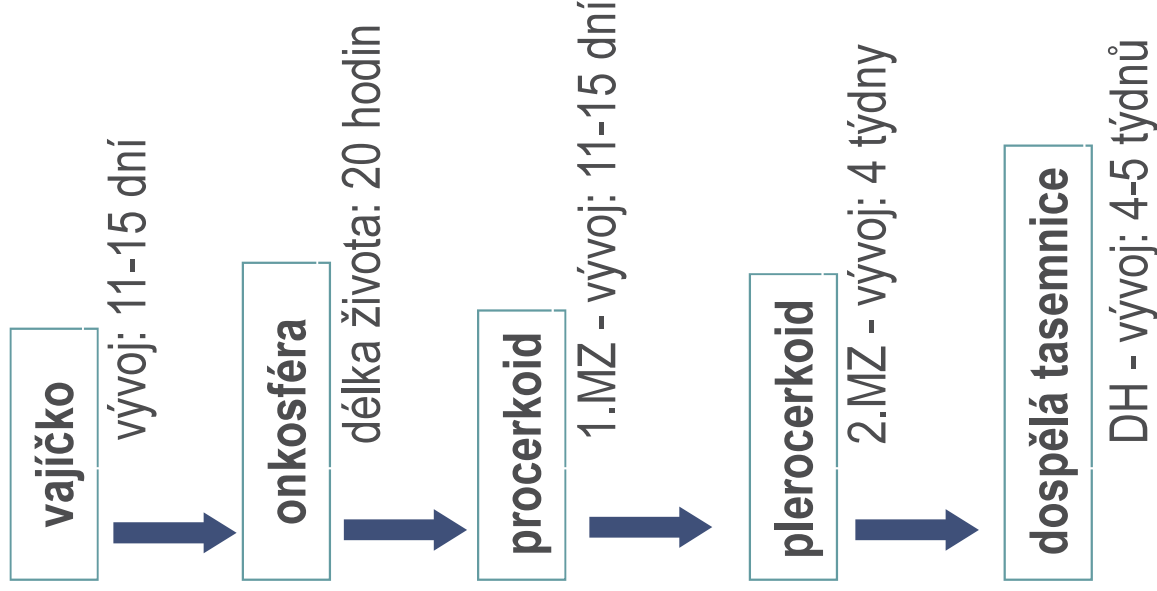 vajíčko
vývoj: 11-15 dní
onkosféra
délka života: 20 hodin
procerkoid
1.MZ - vývoj: 11-15 dní
plerocerkoid
2.MZ - vývoj: 4 týdny
dospělá tasemnice
DH - vývoj: 4-5 týdnů